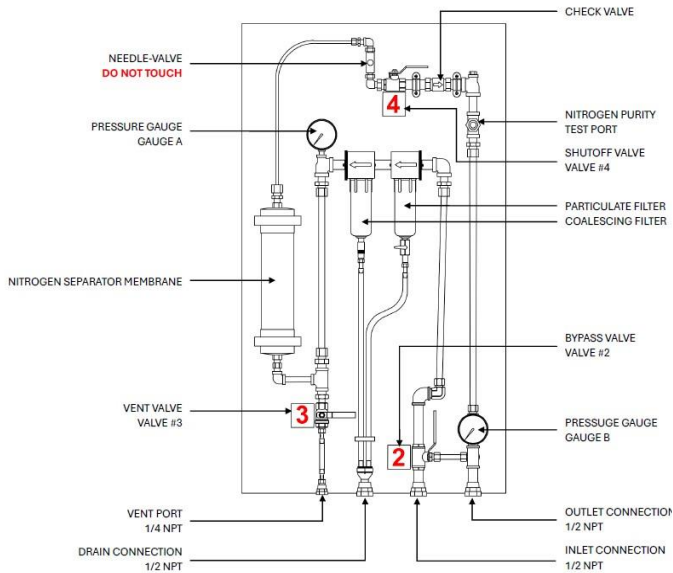 CHECK VALVE
NEEDLE-VALVE
DO NOT TOUCH
4
NITROGEN PURITY
TEST PORT
PRESSURE GAUGE
GAUGE A
SHUTOFF VALVE
VALVE #4
PARTICULATE FILTER
COALESCING FILTER
NITROGEN SEPARATOR MEMBRANE
BYPASS VALVE
VALVE #2
VENT VALVE
VALVE #3
3
2
PRESSUGE GAUGE
GAUGE B
VENT PORT
1/4 NPT
OUTLET CONNECTION
1/2 NPT
DRAIN CONNECTION
1/2 NPT
INLET CONNECTION
1/2 NPT